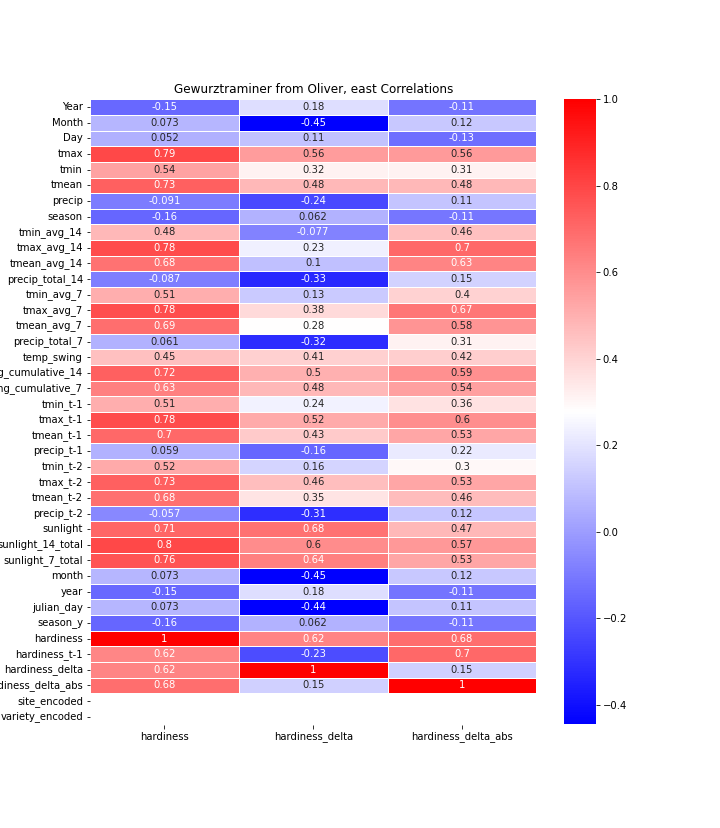 Gewurztraminer from Oliver, east Correlations
Year -0.15 0.18 -0.11
Month 0.073 -0.45 0.12
Day 0.052 0.11 -0.13
tmax 0.79 0.56 0.56
tmin 0.54 0.32 0.31
tmean 0.73 0.48 0.48
precip -0.091 -0.24 0.11
season -0.16 0.062 -0.11
tmin_avg_14 0.48 -0.077 0.46
tmax_avg_14 0.78 0.23 0.7
tmean_avg_14 0.68 0.1 0.63
precip_total_14 -0.087 -0.33 0.15
tmin_avg_7 0.51 0.13 0.4
tmax_avg_7 0.78 0.38 0.67
tmean_avg_7 0.69 0.28 0.58
precip_total_7 0.061 -0.32 0.31
temp_swing 0.45 0.41 0.42
g_cumulative_14 0.72 0.5 0.59
ng_cumulative_7 0.63 0.48 0.54
tmin_t-1 0.51 0.24 0.36
tmax_t-1 0.78 0.52 0.6
tmean_t-1 0.7 0.43 0.53
precip_t-1 0.059 -0.16 0.22
tmin_t-2 0.52 0.16 0.3
tmax_t-2 0.73 0.46 0.53
tmean_t-2 0.68 0.35 0.46
precip_t-2 -0.057 -0.31 0.12
sunlight 0.71 0.68 0.47
sunlight_14_total 0.8 0.6 0.57
sunlight_7_total 0.76 0.64 0.53
month 0.073 -0.45 0.12
year -0.15 0.18 -0.11
julian_day 0.073 -0.44 0.11
season_y -0.16 0.062 -0.11
hardiness 1 0.62 0.68
hardiness_t-1 0.62 -0.23 0.7
hardiness_delta 0.62 1 0.15
diness_delta_abs 0.68 0.15 1
site_encoded
variety_encoded
hardiness hardiness_delta hardiness_delta_abs
1.0
0.8
0.6
0.4
0.2
0.0
−0.2
−0.4